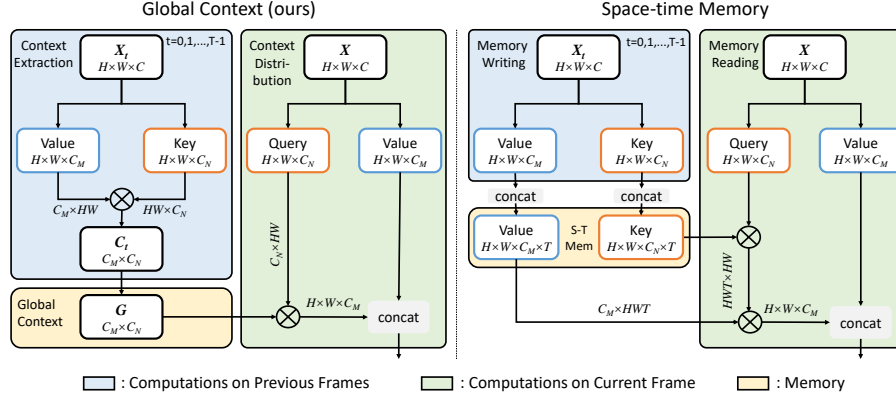 Global Context (ours)
Space-time Memory
Context
Extraction
X_t
H×W×C
t=0,1,...,T-1
Value
H×W×C_M
Key
H×W×C_N
C_M×HW
HW×C_N
C_t
C_M×C_N
Global
Context
G
C_M×C_N
Context
Distri-
bution
X
H×W×C
Query
H×W×C_N
Value
H×W×C_M
C_N×HW
H×W×C_M
concat
Memory
Writing
X_t
H×W×C
t=0,1,...,T-1
Value
H×W×C_M
Key
H×W×C_N
concat
concat
Value
H×W×C_M×T
S-T
Mem
Key
H×W×C_N×T
C_M×HWT
Memory
Reading
X
H×W×C
Query
H×W×C_N
Value
H×W×C_M
HWT×HW
H×W×C_M
concat
: Computations on Previous Frames
: Computations on Current Frame
: Memory